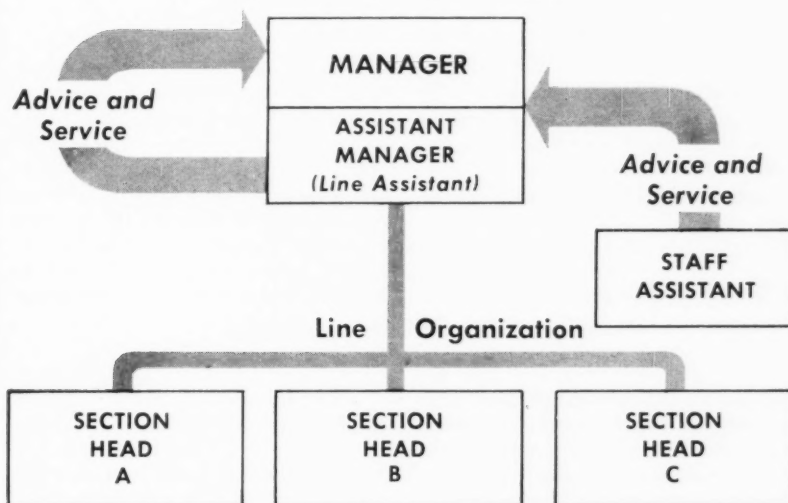 MANAGER
Advice and
Service
ASSISTANT
MANAGER
(Line Assistant)
Advice and
Service
STAFF
ASSISTANT
Line Organization
SECTION
HEAD
A
SECTION
HEAD
B
SECTION
HEAD
C